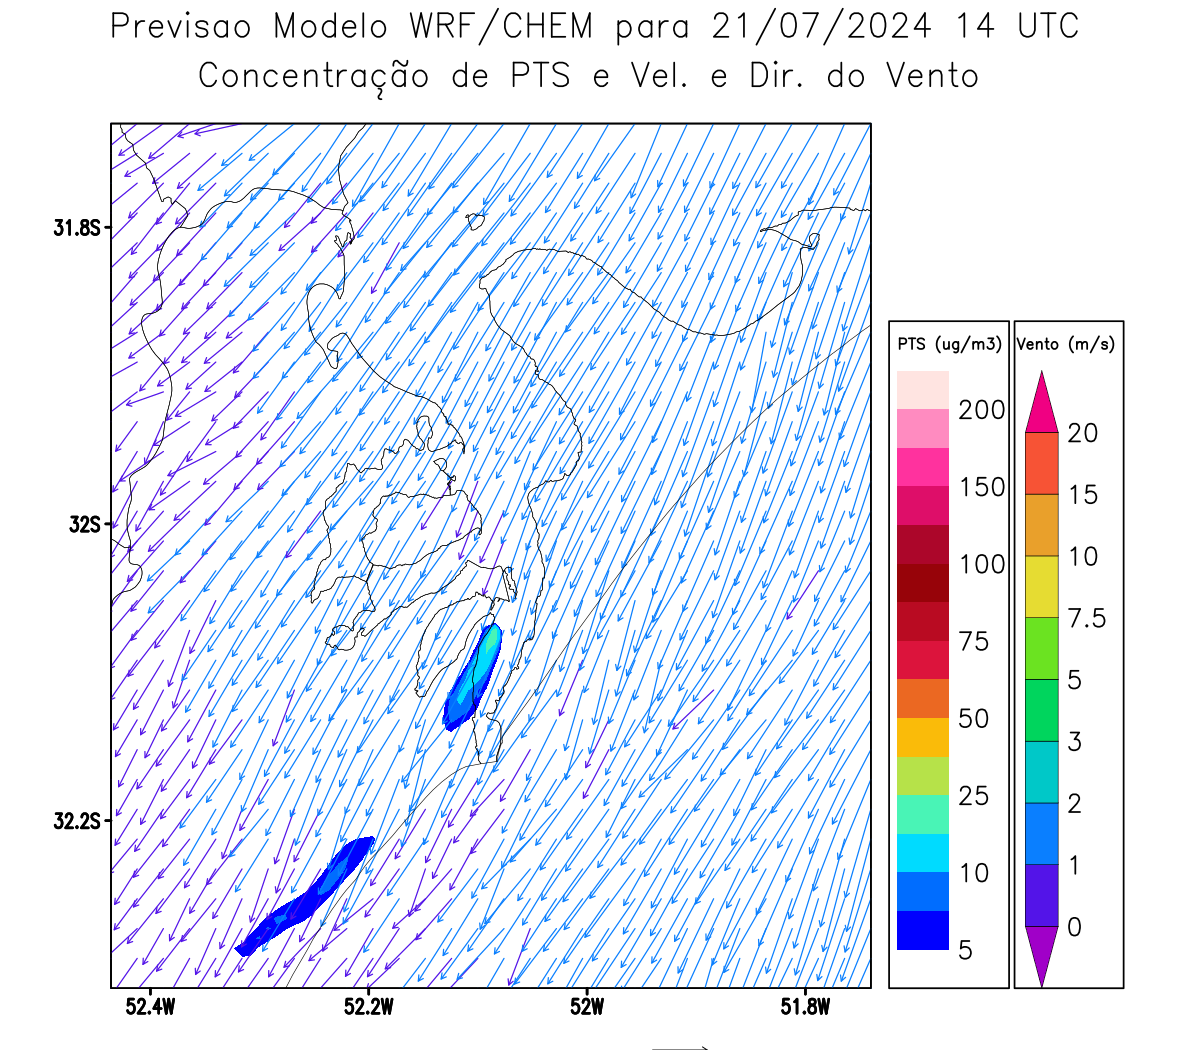 Previsao Modelo WRF/CHEM para 21/07/2024 14 UTC
Concentração de PTS e Vel. e Dir. do Vento
31.8S
32S
32.2S
52.4W
52.2W
52W
51.8W
PTS (ug/m3)
200
150
100
75
50
25
10
5
Vento (m/s)
20
15
10
7.5
5
3
2
1
0